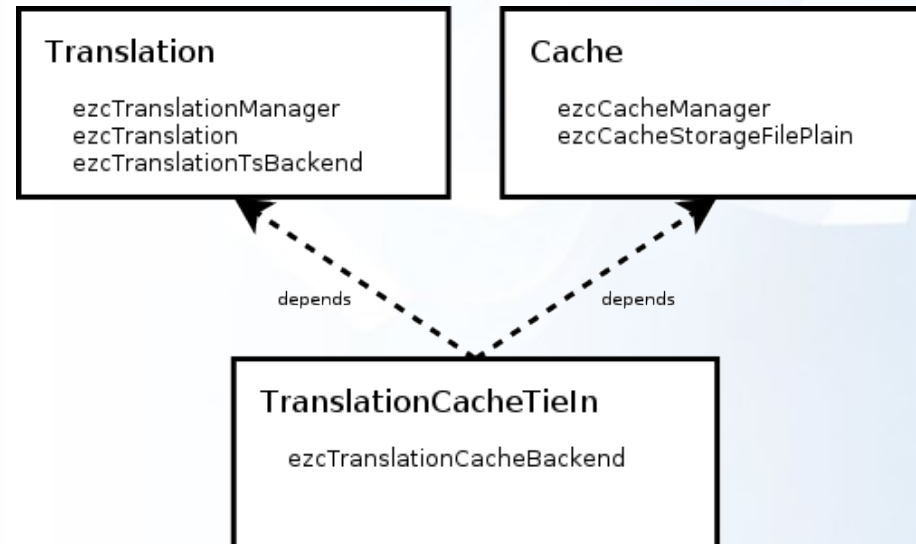 Translation
ezcTranslationManager
ezcTranslation
ezcTranslationTsBackend
Cache
ezcCacheManager
ezcCacheStorageFilePlain
depends
depends
TranslationCacheTieIn
ezcTranslationCacheBackend